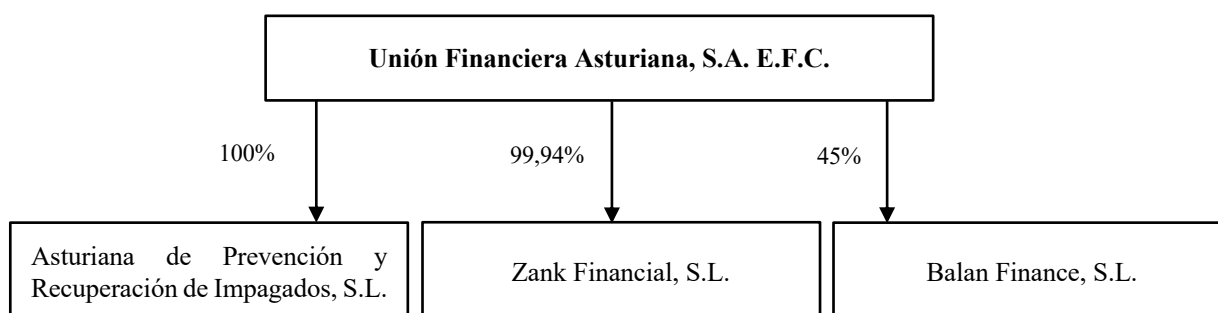 Unión Financiera Asturiana, S.A. E.F.C.
100%
99,94%
45%
Asturiana de Prevención y
Recuperación de Impagados, S.L.
Zank Financial, S.L.
Balan Finance, S.L.